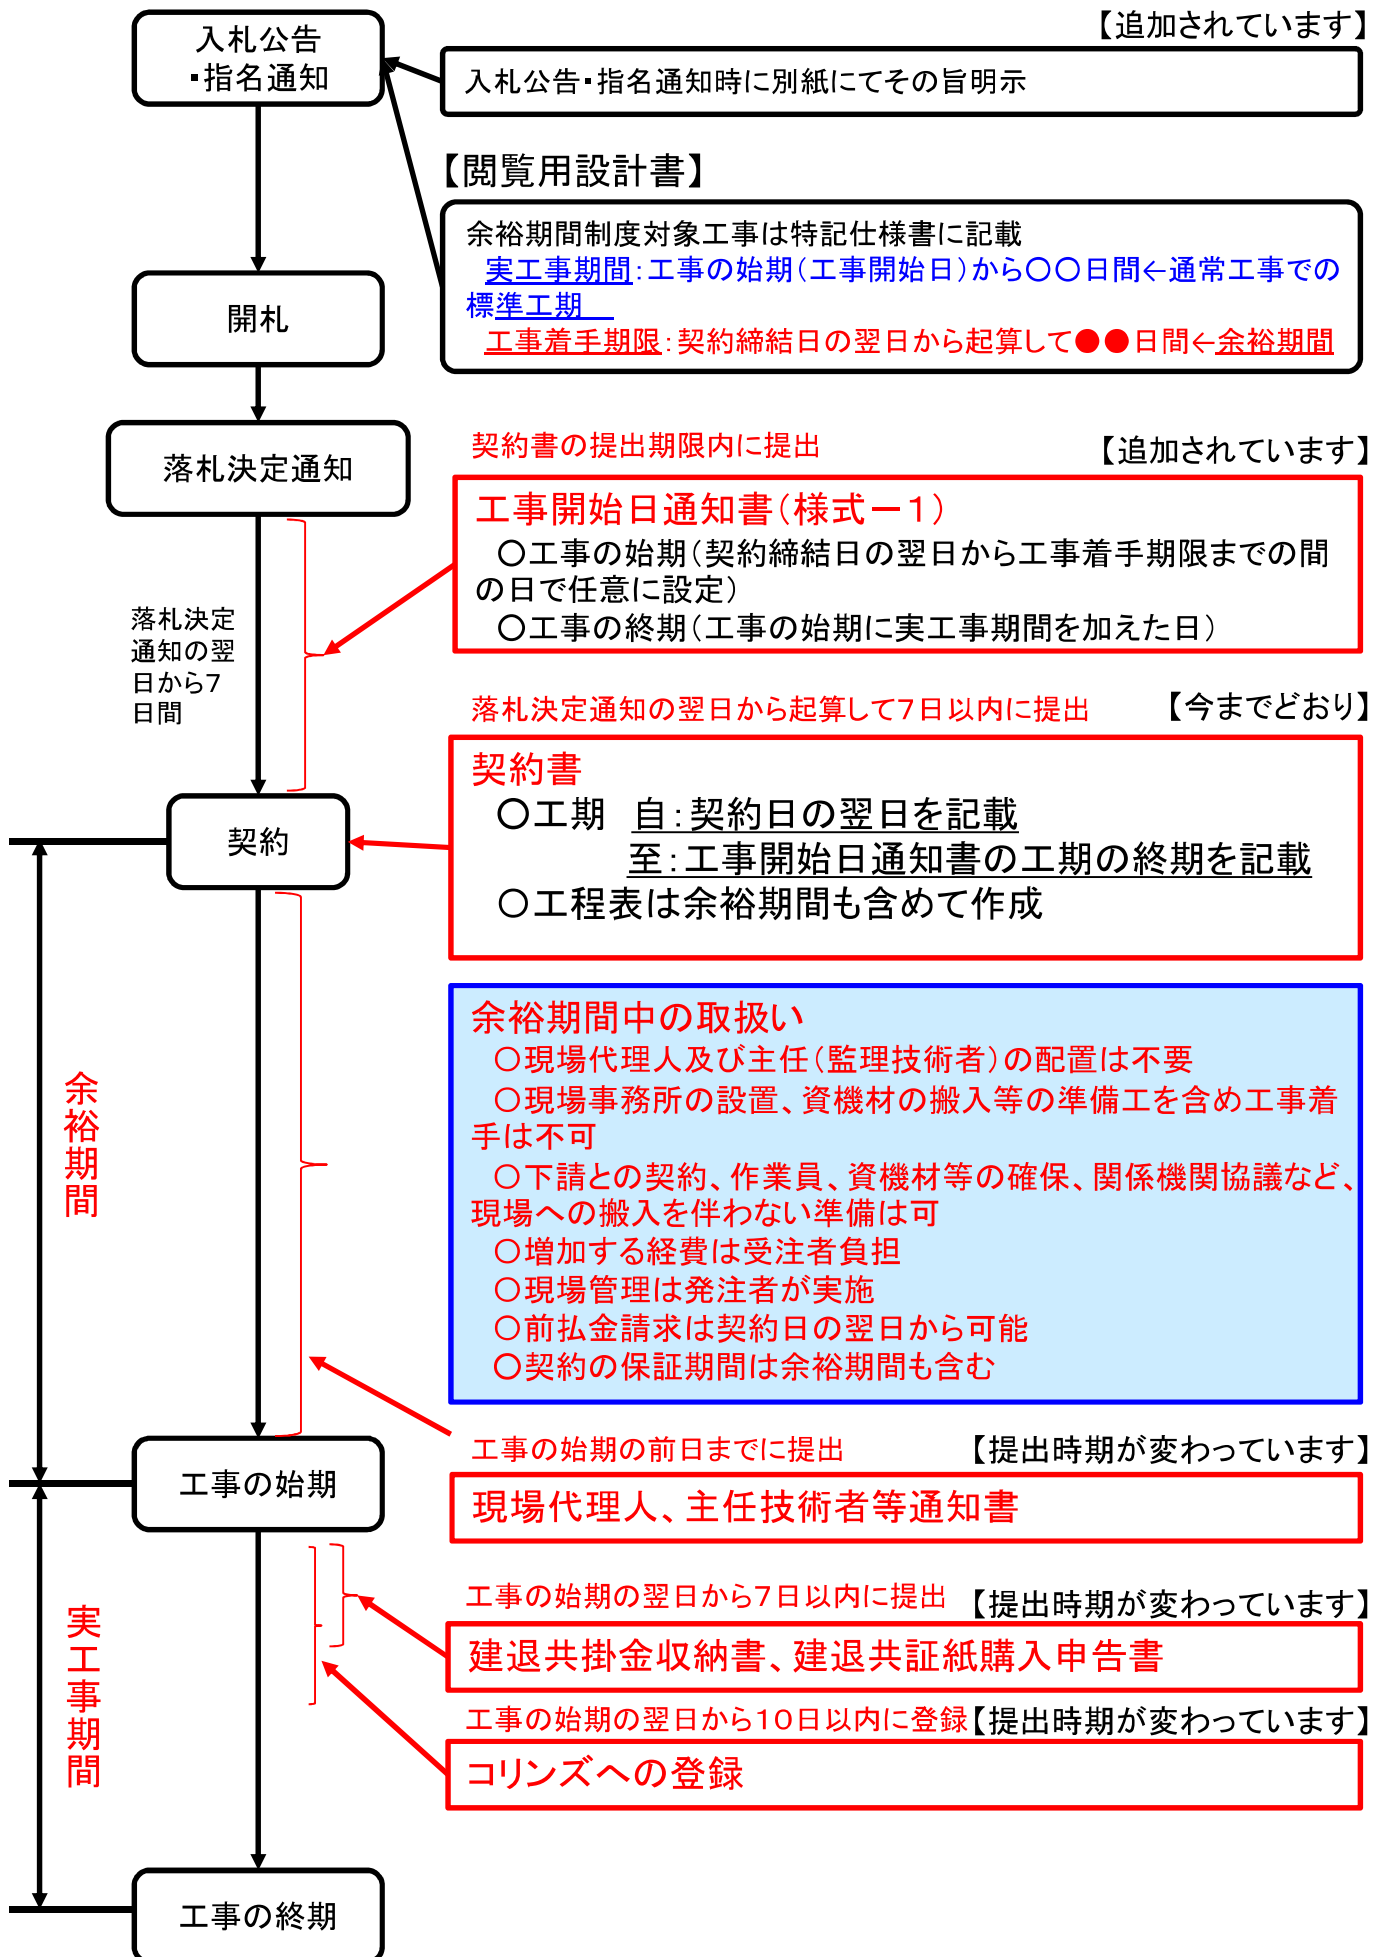 【追加されています】
入札公告
・指名通知
入札公告・指名通知時に別紙にてその旨明示
【閲覧用設計書】
余裕期間制度対象工事は特記仕様書に記載
実工事期間：工事の始期（工事開始日）から〇〇日間←通常工事での
標準工期
工事着手期限：契約締結日の翌日から起算して●●日間←余裕期間
開札
落札決定通知
契約書の提出期限内に提出
【追加されています】
工事開始日通知書（様式ー１）
〇工事の始期（契約締結日の翌日から工事着手期限までの間
の日で任意に設定）
〇工事の終期（工事の始期に実工事期間を加えた日）
落札決定
通知の翌
日から7
日間
落札決定通知の翌日から起算して7日以内に提出
【今までどおり】
契約書
〇工期　自：契約日の翌日を記載
至：工事開始日通知書の工期の終期を記載
〇工程表は余裕期間も含めて作成
契約
余裕期間
余裕期間中の取扱い
〇現場代理人及び主任（監理技術者）の配置は不要
〇現場事務所の設置、資機材の搬入等の準備工を含め工事着
手は不可
〇下請との契約、作業員、資機材等の確保、関係機関協議など、
現場への搬入を伴わない準備は可
〇増加する経費は受注者負担
〇現場管理は発注者が実施
〇前払金請求は契約日の翌日から可能
〇契約の保証期間は余裕期間も含む
工事の始期
工事の始期の前日までに提出
【提出時期が変わっています】
現場代理人、主任技術者等通知書
実工事期間
工事の始期の翌日から7日以内に提出
【提出時期が変わっています】
建退共掛金収納書、建退共証紙購入申告書
工事の始期の翌日から１０日以内に登録
【提出時期が変わっています】
コリンズへの登録
工事の終期